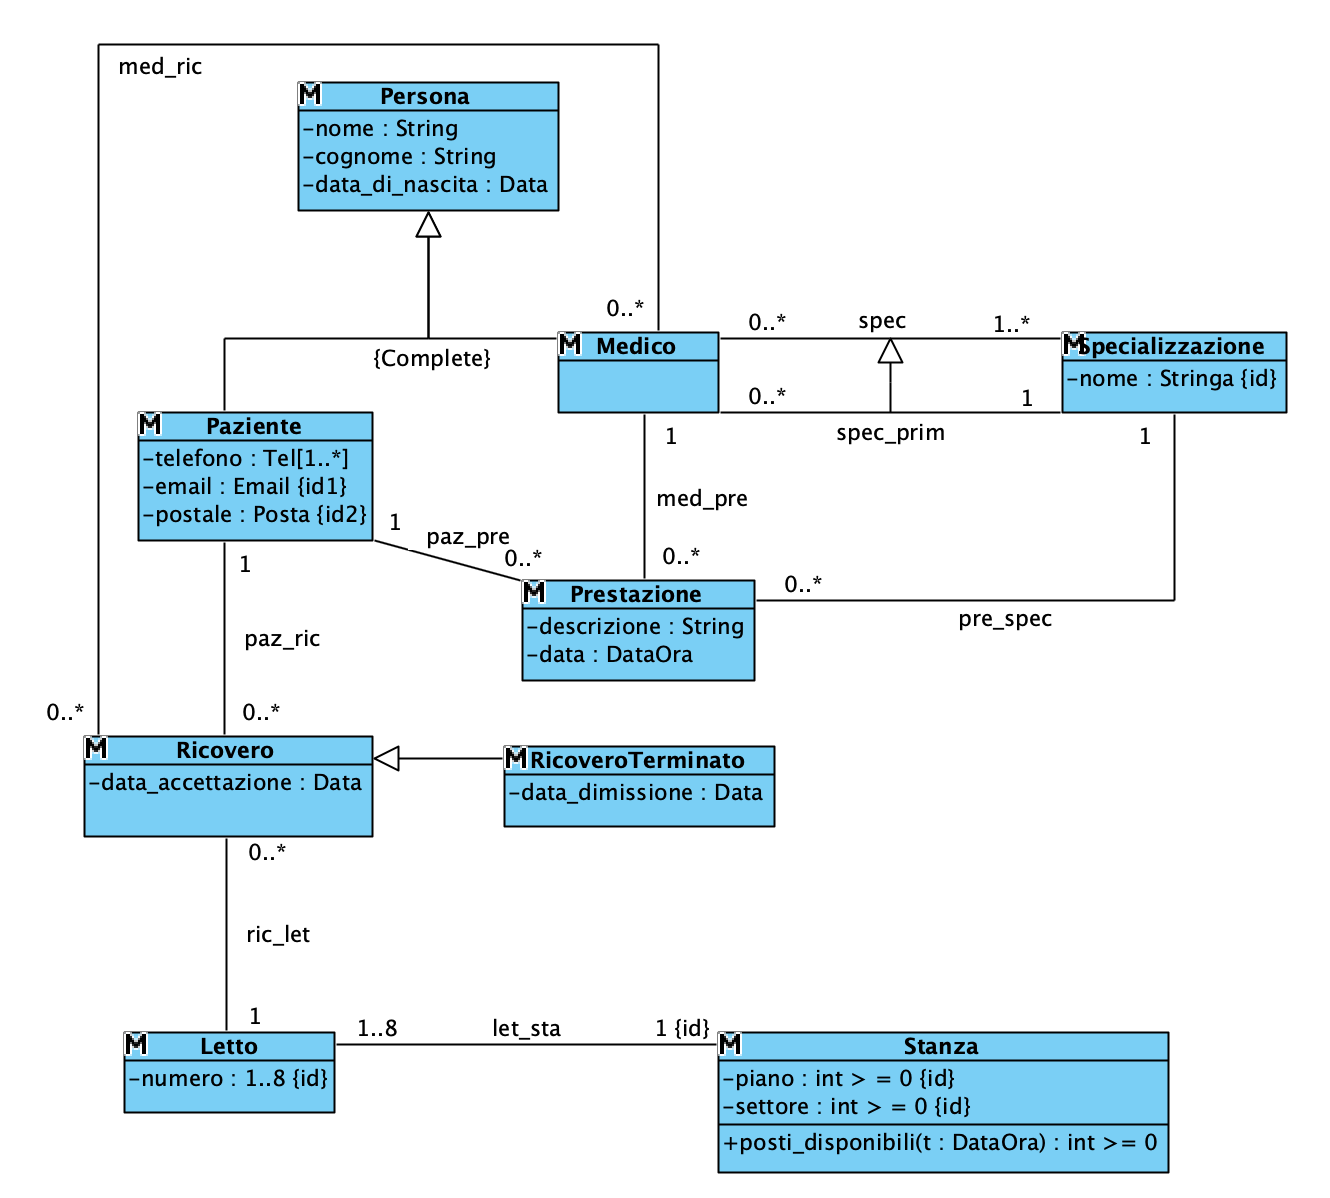 med_ric
M Persona
-nome : String
-cognome : String
-data_di_nascita : Data
0..*
0..* spec 1..*
{Complete}
M Medico
M Specializzazione
-nome : Stringa {id}
0..* 1
spec_prim
M Paziente
-telefono : Tel[1..*]
-email : Email {id1}
-postale : Posta {id2}
1 1
med_pre
1 paz_pre 0..*
0..*
1
M Prestazione
-descrizione : String
-data : DataOra
0..*
pre_spec
paz_ric
0..* 0..*
M Ricovero
-data_accettazione : Data
M RicoveroTerminato
-data_dimissione : Data
0..*
ric_let
1
1..8 let_sta 1 {id}
M Letto
-numero : 1..8 {id}
M Stanza
-piano : int > = 0 {id}
-settore : int > = 0 {id}
+posti_disponibili(t : DataOra) : int >= 0